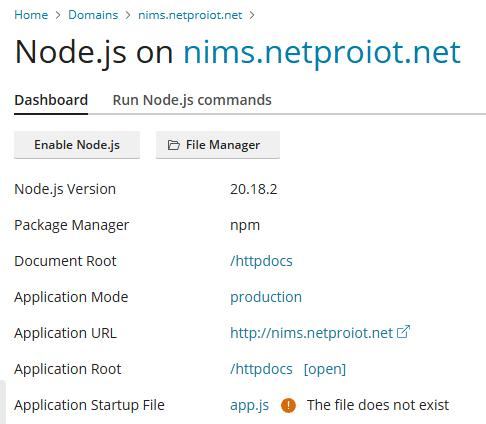 Home > Domains > nims.netproiot.net >
Node.js on nims.netproiot.net
Dashboard Run Node.js commands
Enable Node.js File Manager
Node.js Version 20.18.2
Package Manager npm
Document Root /httpdocs
Application Mode production
Application URL http://nims.netproiot.net
Application Root /httpdocs [open]
Application Startup File app.js ! The file does not exist